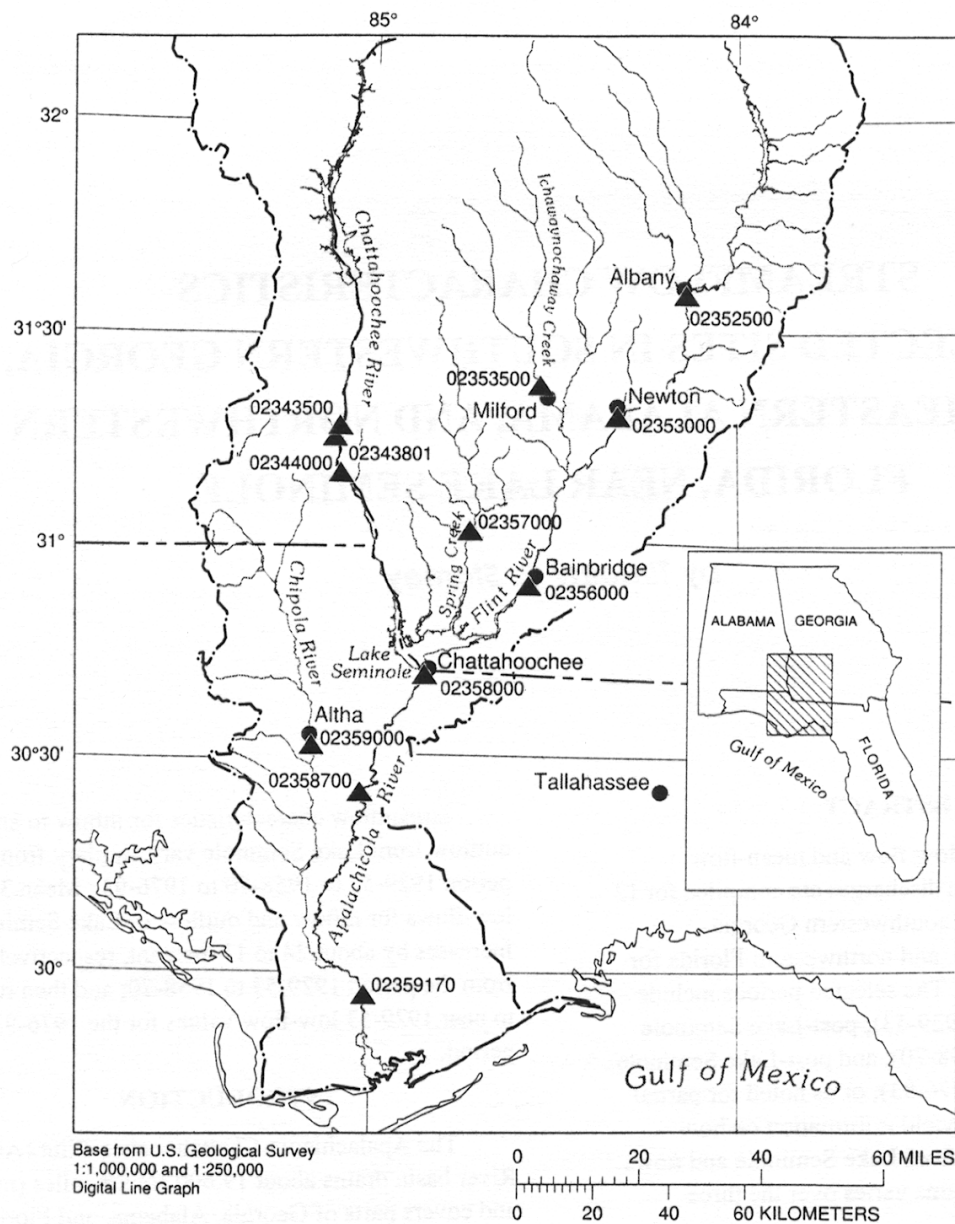 85°
84°
32°
31°30'
31°
30°30'
30°
Chattahoochee River
Ichawaynochaway Creek
Albany
02352500
02353500
Milford
Newton
02353000
02343500
02343801
02344000
02357000
Spring Creek
Flint River
Bainbridge
02356000
Chipola River
Lake
Seminole
Chattahoochee
02358000
Altha
02359000
02358700
Apalachicola River
Tallahassee
02359170
ALABAMA
GEORGIA
FLORIDA
Gulf of Mexico
Gulf of Mexico
Base from U.S. Geological Survey
1:1,000,000 and 1:250,000
Digital Line Graph
0 20 40 60 MILES
0 20 40 60 KILOMETERS